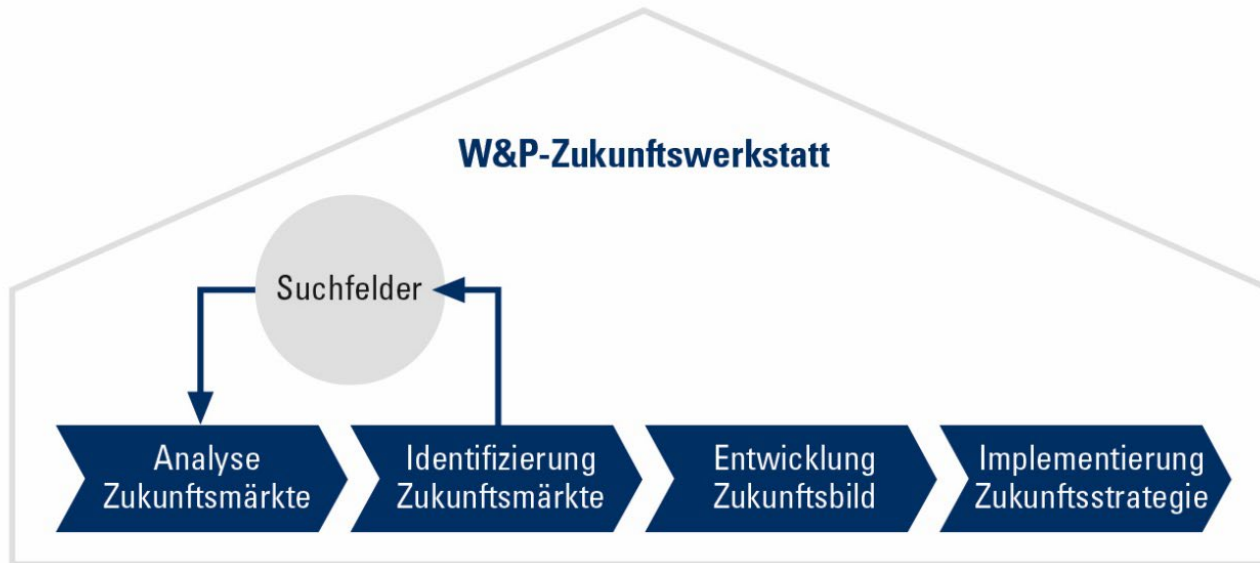 W&P-Zukunftswerkstatt
Suchfelder
Analyse
Zukunftsmärkte
Identifizierung
Zukunftsmärkte
Entwicklung
Zukunftsbild
Implementierung
Zukunftsstrategie